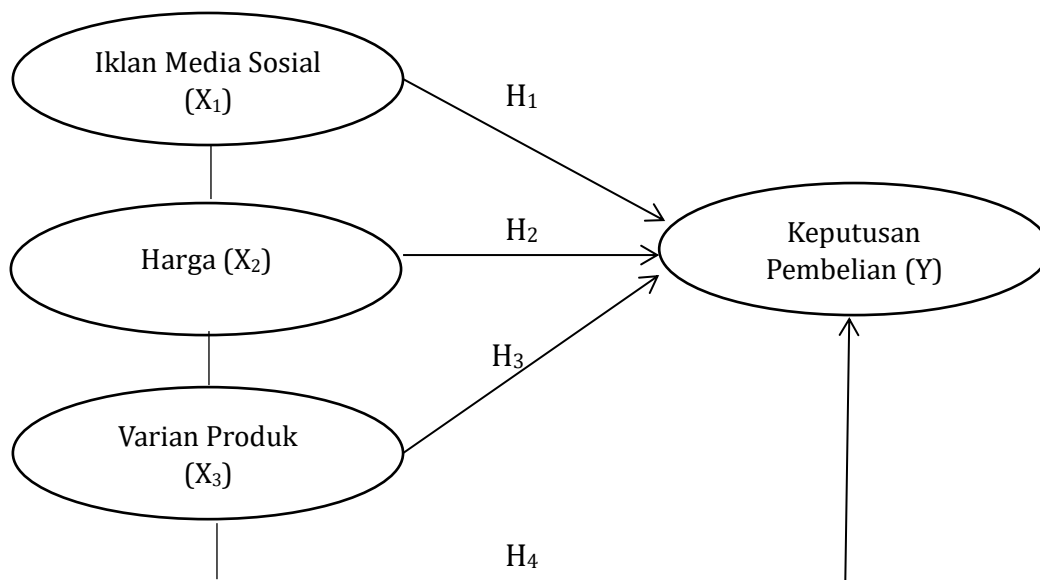 Iklan Media Sosial
(X₁)
H₁
Harga (X₂)
H₂
Keputusan
Pembelian (Y)
H₃
Varian Produk
(X₃)
H₄